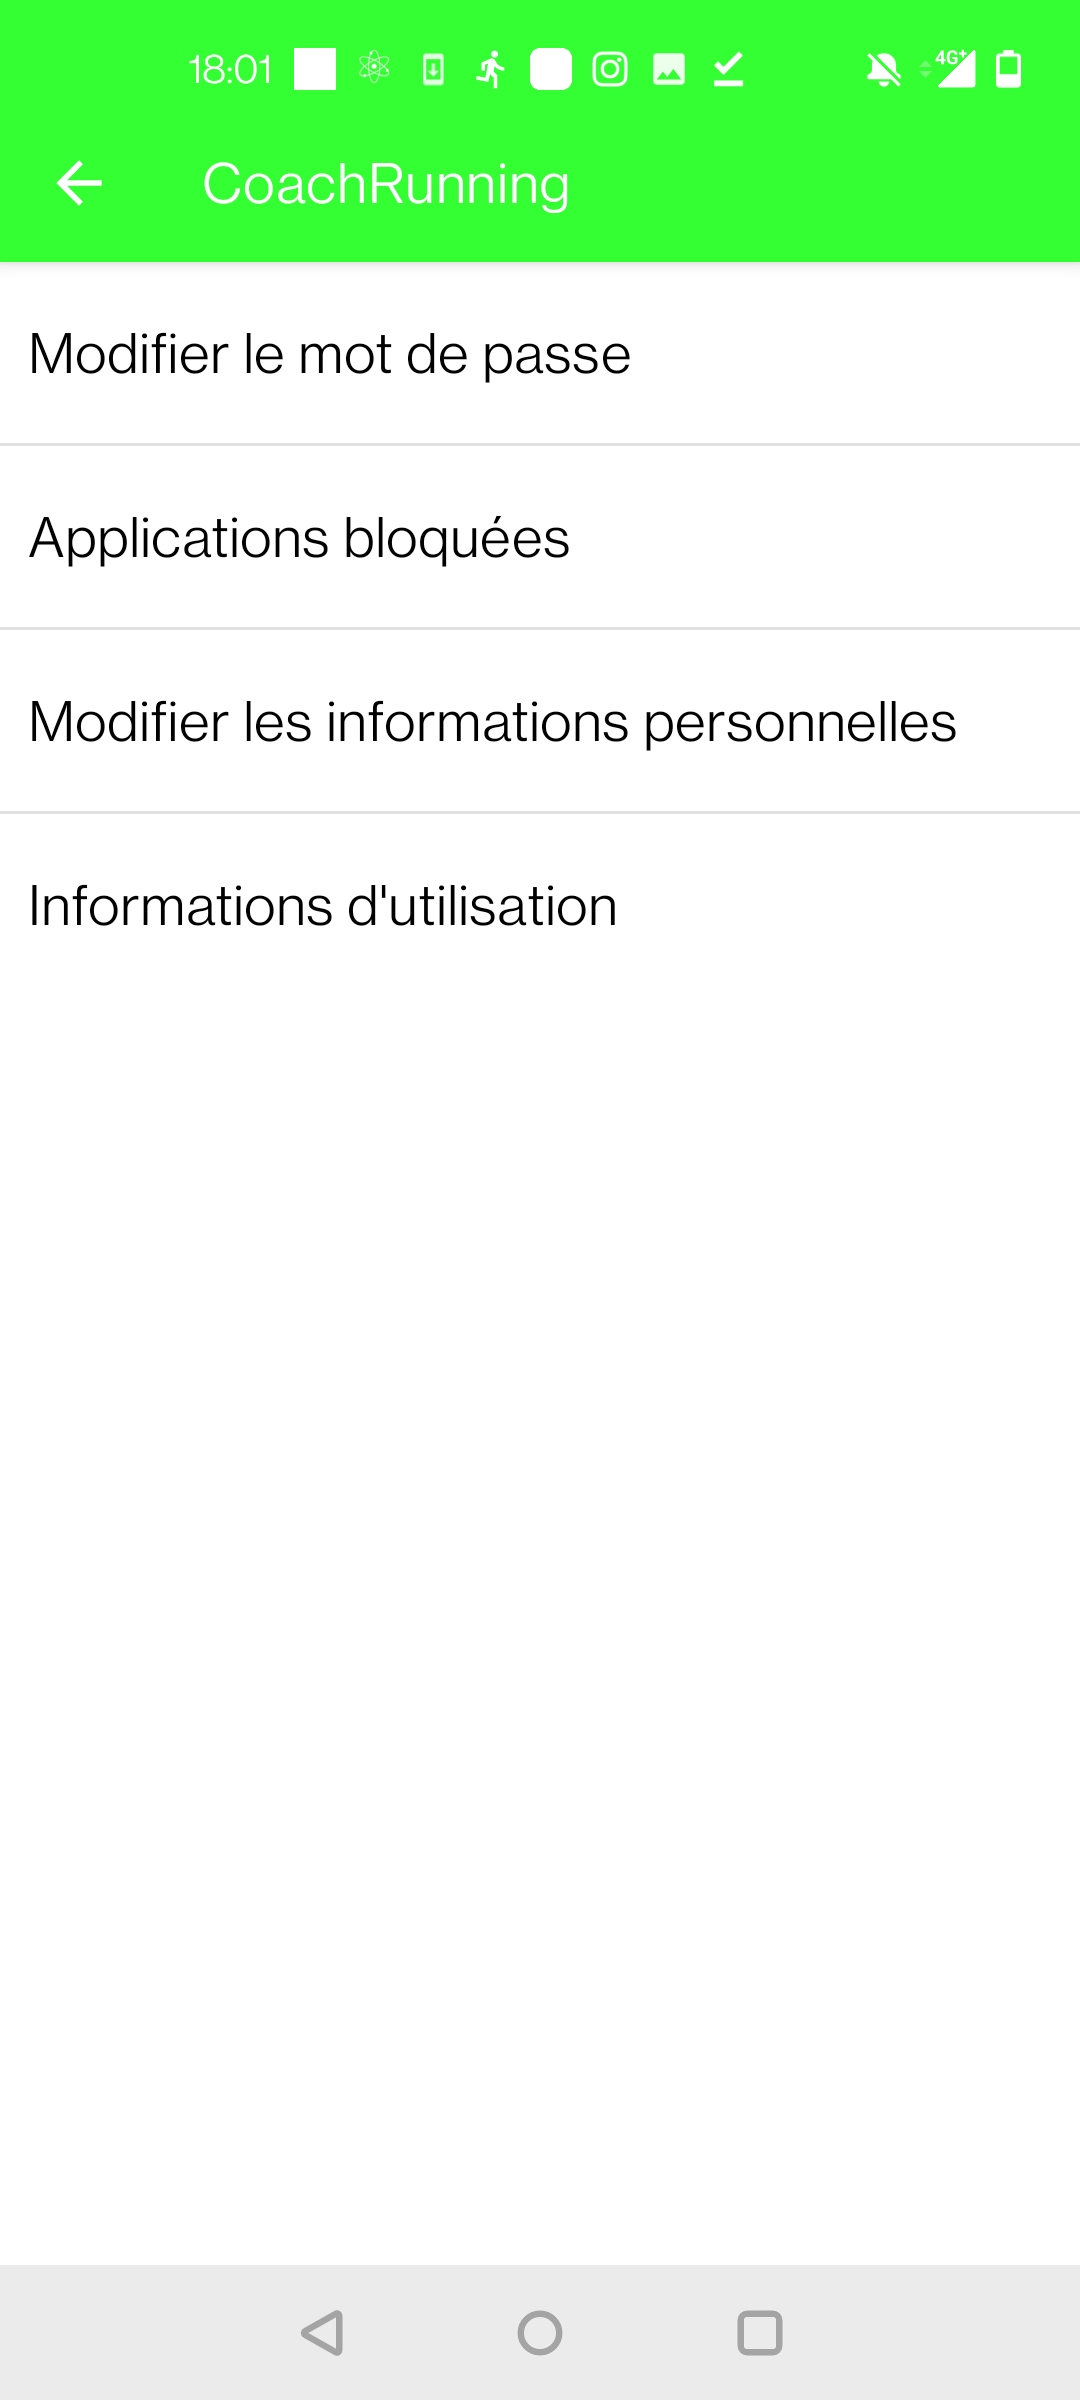 18:01
4G+
CoachRunning
Modifier le mot de passe
Applications bloquées
Modifier les informations personnelles
Informations d'utilisation